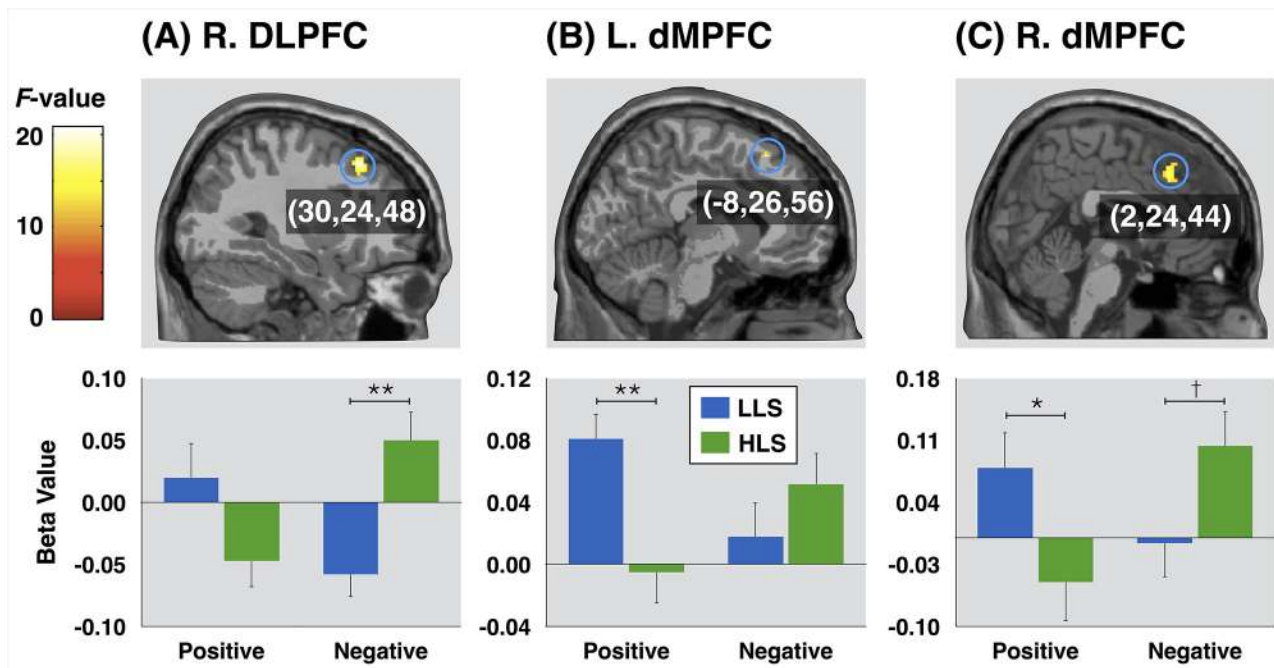 (A) R. DLPFC
(B) L. dMPFC
(C) R. dMPFC
F-value
20
10
0
(30,24,48)
(-8,26,56)
(2,24,44)
Beta Value
0.10
0.05
0.00
-0.05
-0.10
**
Positive
Negative
0.12
0.08
0.04
0.00
-0.04
**
LLS
HLS
Positive
Negative
0.18
0.11
0.04
-0.03
-0.10
*
†
Positive
Negative